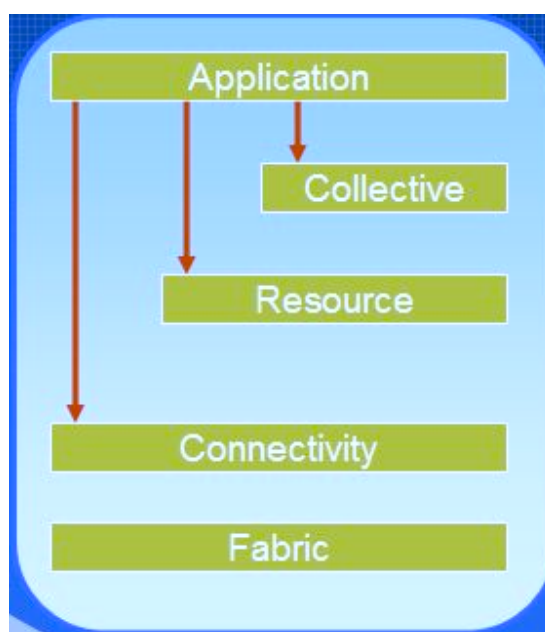 Application
Collective
Resource
Connectivity
Fabric